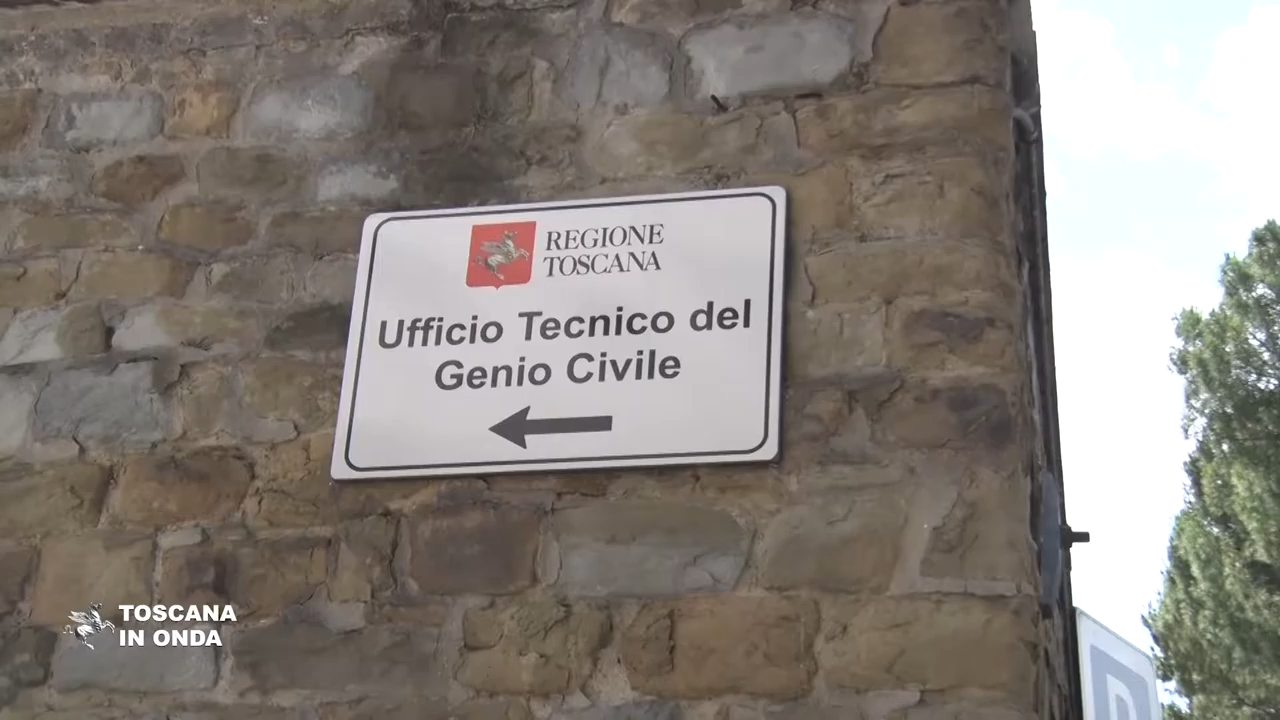 REGIONE
TOSCANA
Ufficio Tecnico del
Genio Civile
TOSCANA
IN ONDA